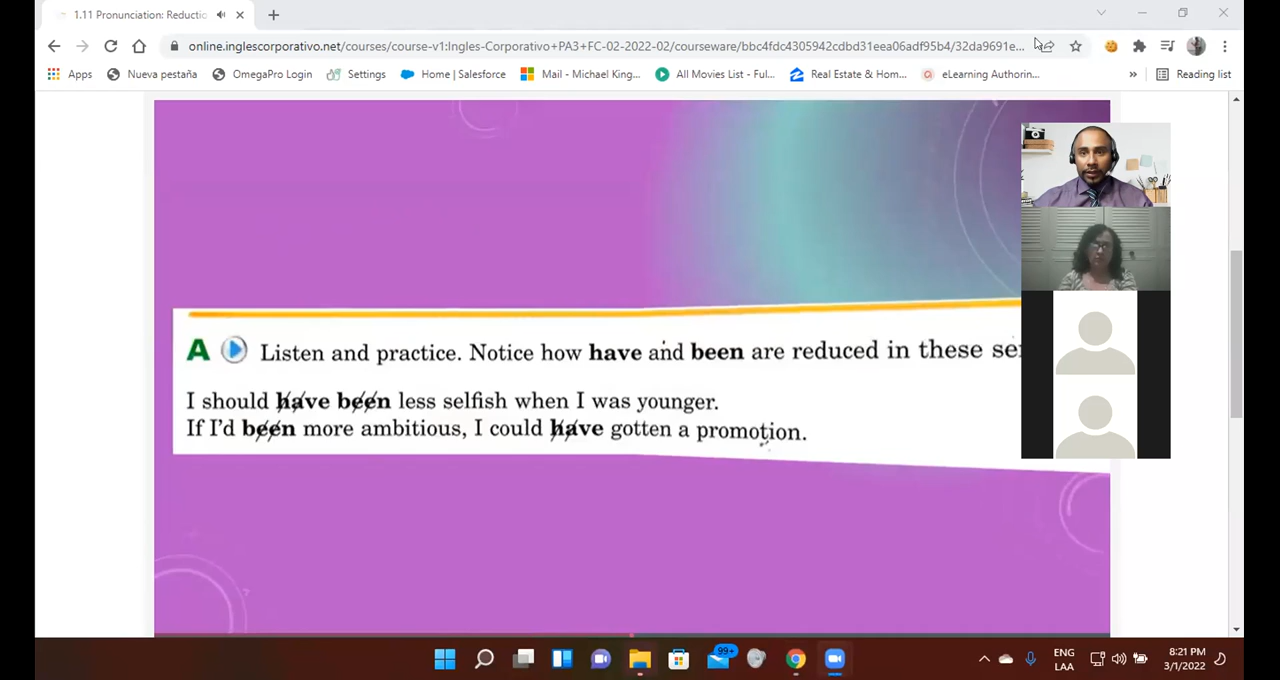 1.11 Pronunciation: Reductio
online.inglescorporativo.net/courses/course-v1:Ingles-Corporativo+PA3+FC-02-2022-02/courseware/bbc4fdc4305942cdbd31eea06adf95b4/32da9691e...
Apps Nueva pestaña OmegaPro Login Settings Home | Salesforce Mail - Michael King... All Movies List - Ful... Real Estate & Hom... eLearning Authorin... » Reading list
A Listen and practice. Notice how have and been are reduced in these
I should have been less selfish when I was younger.
If I'd been more ambitious, I could have gotten a promotion.
99+
ENG
LAA
8:21 PM
3/1/2022